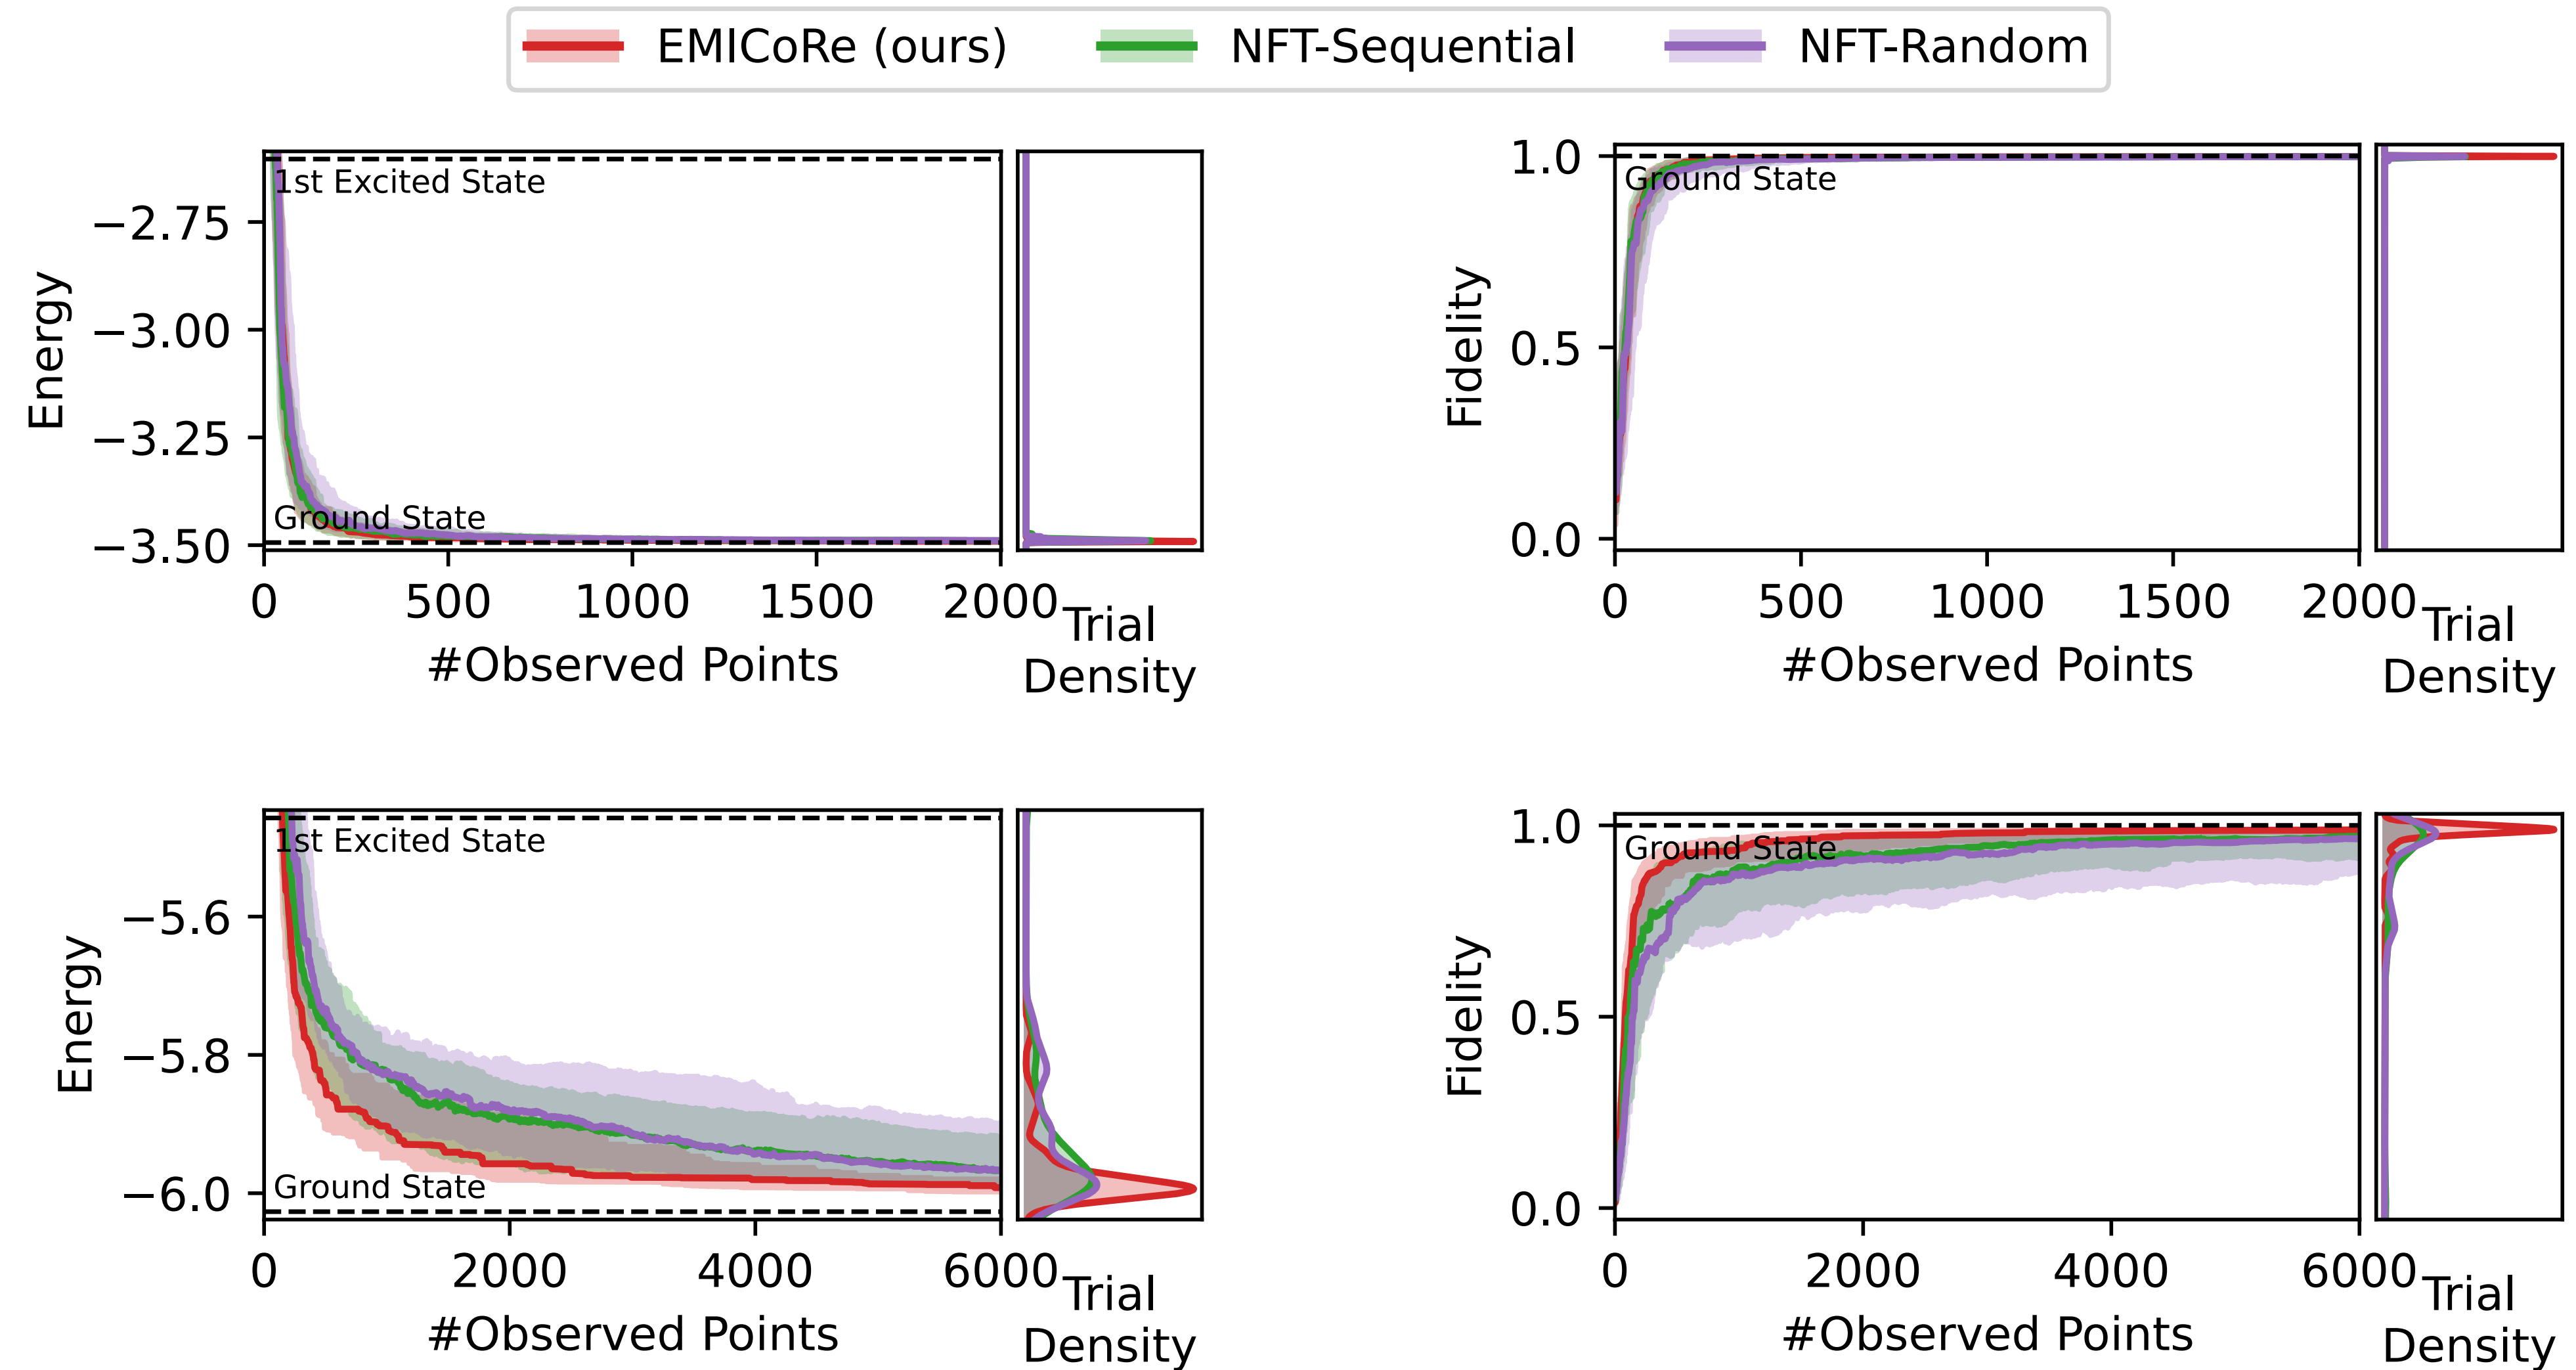 EMICoRe (ours) NFT-Sequential NFT-Random
1st Excited State
Ground State
Energy
−2.75
−3.00
−3.25
−3.50
0 500 1000 1500 2000
#Observed Points
Trial
Density
Ground State
Fidelity
1.0
0.5
0.0
0 500 1000 1500 2000
#Observed Points
Trial
Density
1st Excited State
Ground State
Energy
−5.6
−5.8
−6.0
0 2000 4000 6000
#Observed Points
Trial
Density
Ground State
Fidelity
1.0
0.5
0.0
0 2000 4000 6000
#Observed Points
Trial
Density